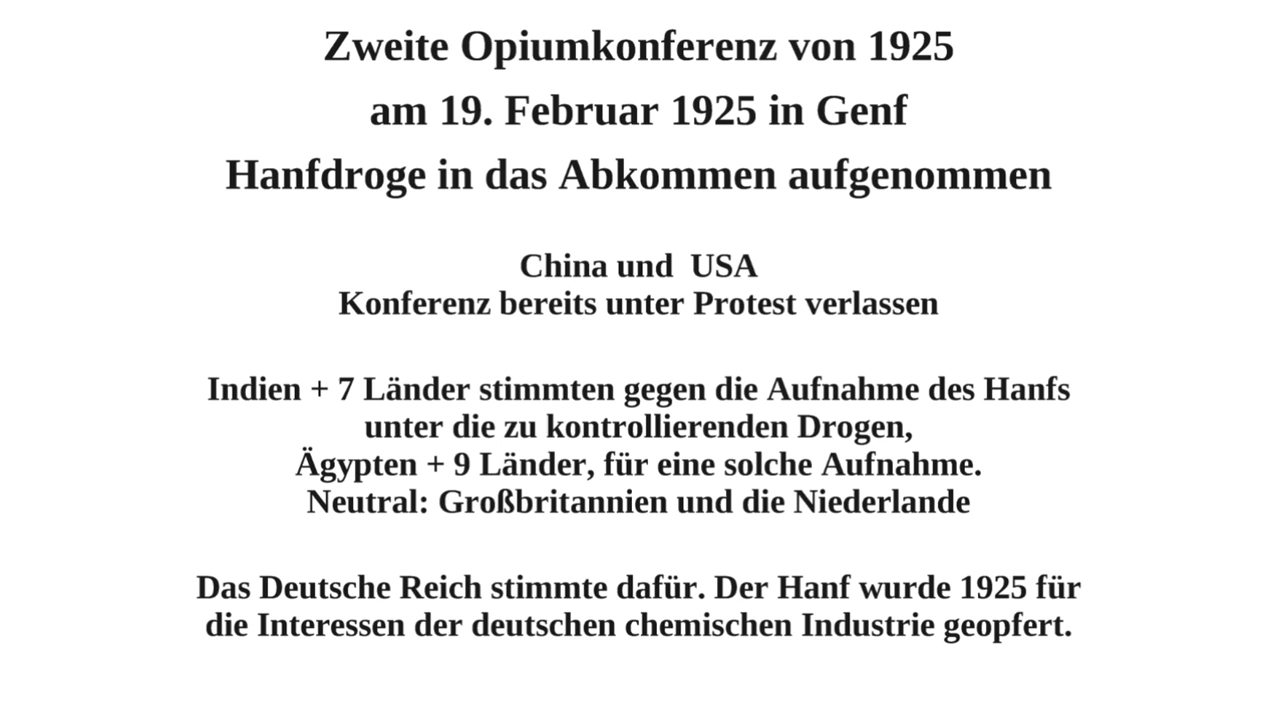 Zweite Opiumkonferenz von 1925
am 19. Februar 1925 in Genf
Hanfdroge in das Abkommen aufgenommen
China und  USA
Konferenz bereits unter Protest verlassen
Indien + 7 Länder stimmten gegen die Aufnahme des Hanfs
unter die zu kontrollierenden Drogen,
Ägypten + 9 Länder, für eine solche Aufnahme.
Neutral: Großbritannien und die Niederlande
Das Deutsche Reich stimmte dafür. Der Hanf wurde 1925 für
die Interessen der deutschen chemischen Industrie geopfert.